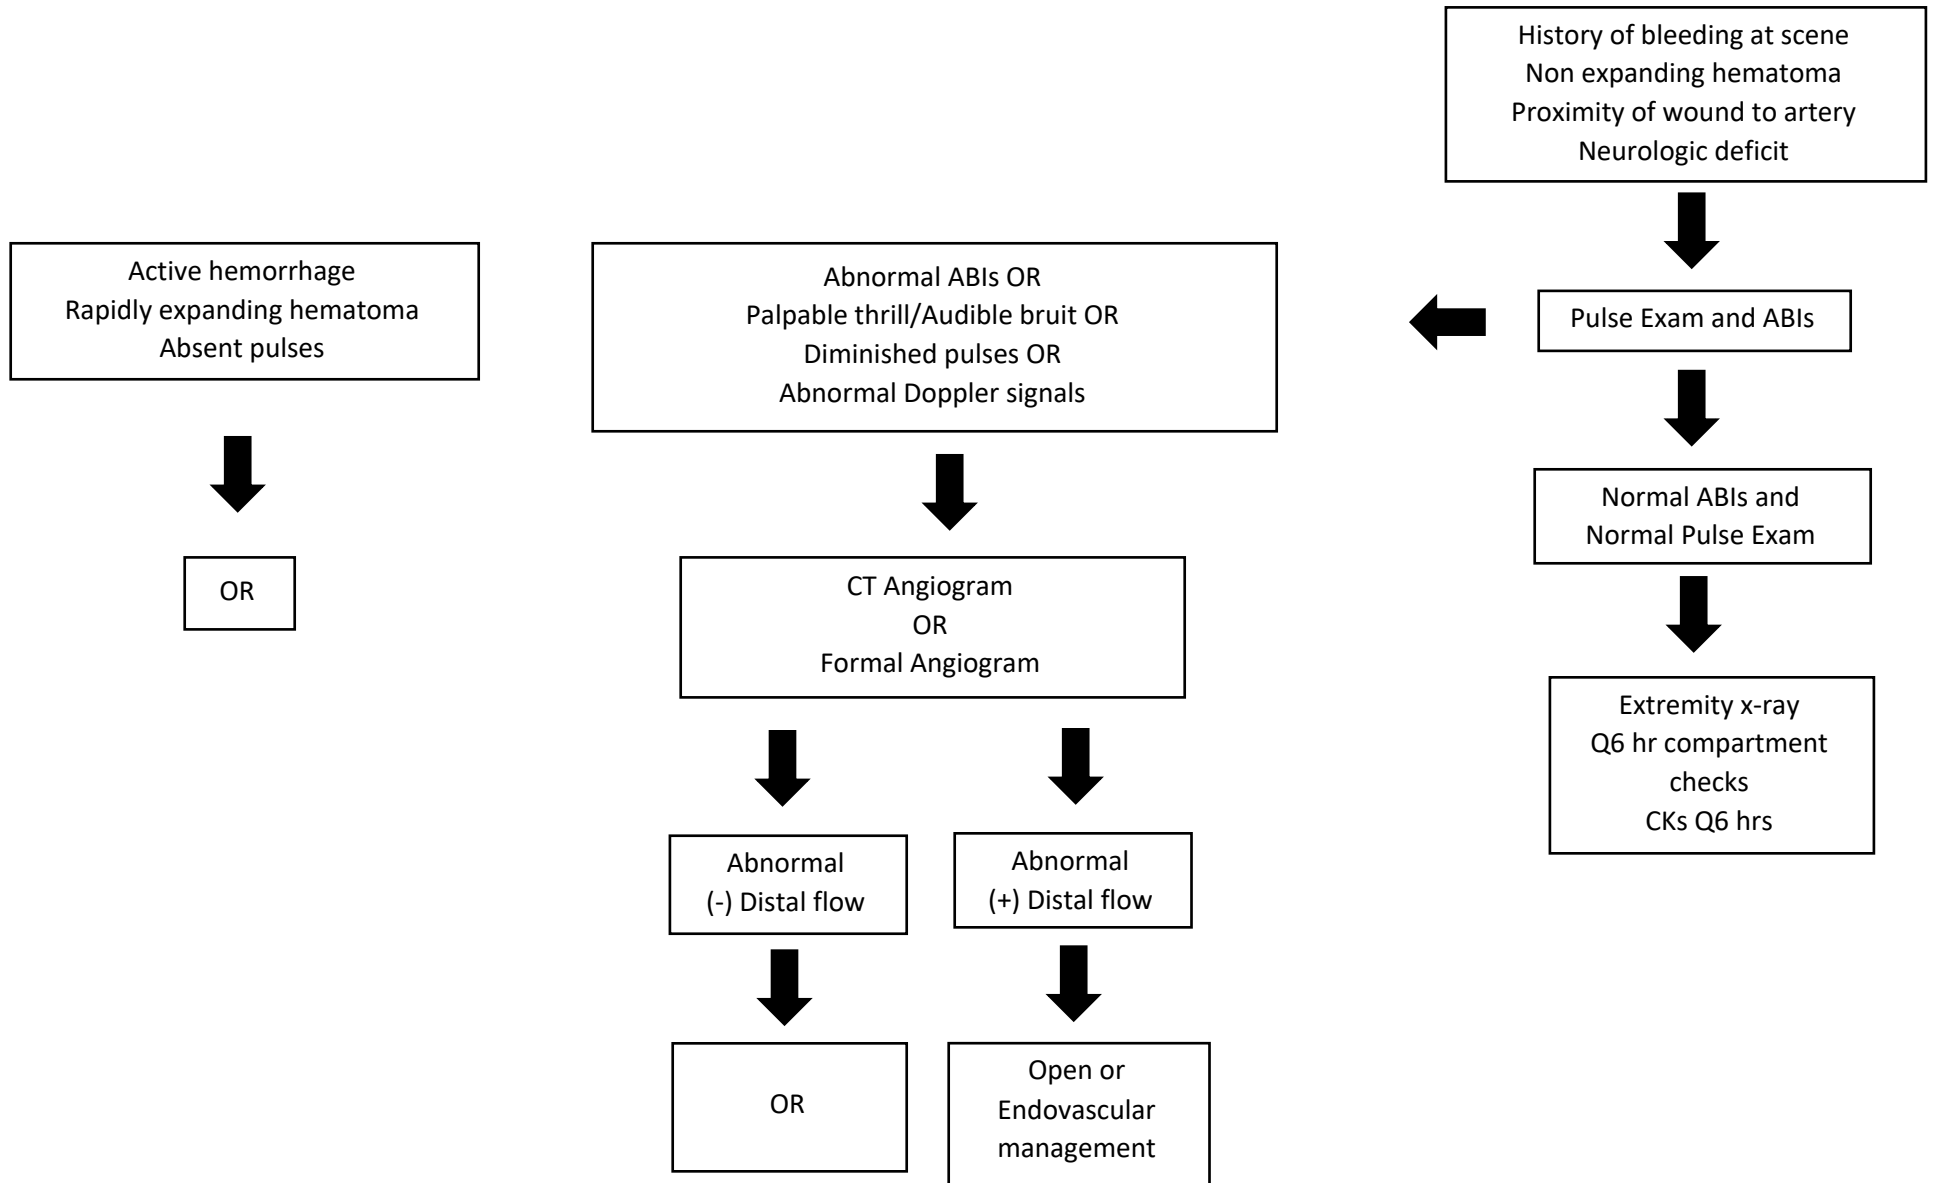 History of bleeding at scene
Non expanding hematoma
Proximity of wound to artery
Neurologic deficit
Active hemorrhage
Rapidly expanding hematoma
Absent pulses
Abnormal ABIs OR
Palpable thrill/Audible bruit OR
Diminished pulses OR
Abnormal Doppler signals
Pulse Exam and ABIs
Normal ABIs and
Normal Pulse Exam
OR
CT Angiogram
OR
Formal Angiogram
Extremity x-ray
Q6 hr compartment
checks
CKs Q6 hrs
Abnormal
(-) Distal flow
Abnormal
(+) Distal flow
OR
Open or
Endovascular
management